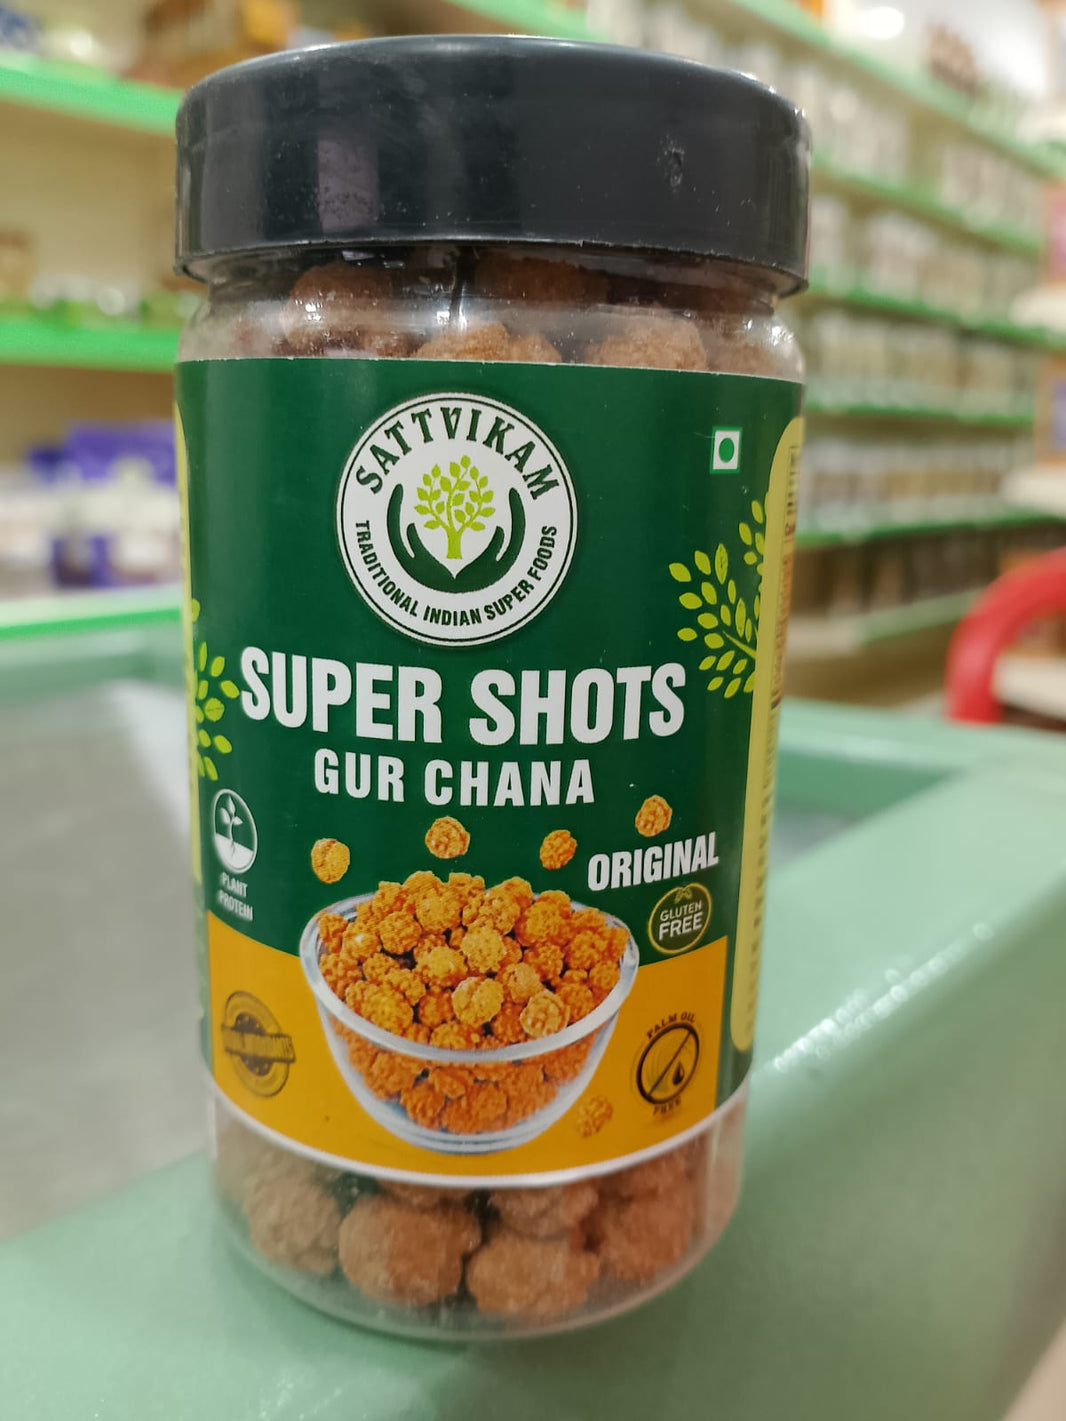 SATTVIKAM
TRADITIONAL INDIAN SUPER FOODS
SUPER SHOTS
GUR CHANA
ORIGINAL
PLANT
PROTEIN
GLUTEN
FREE
PALM OIL
FREE